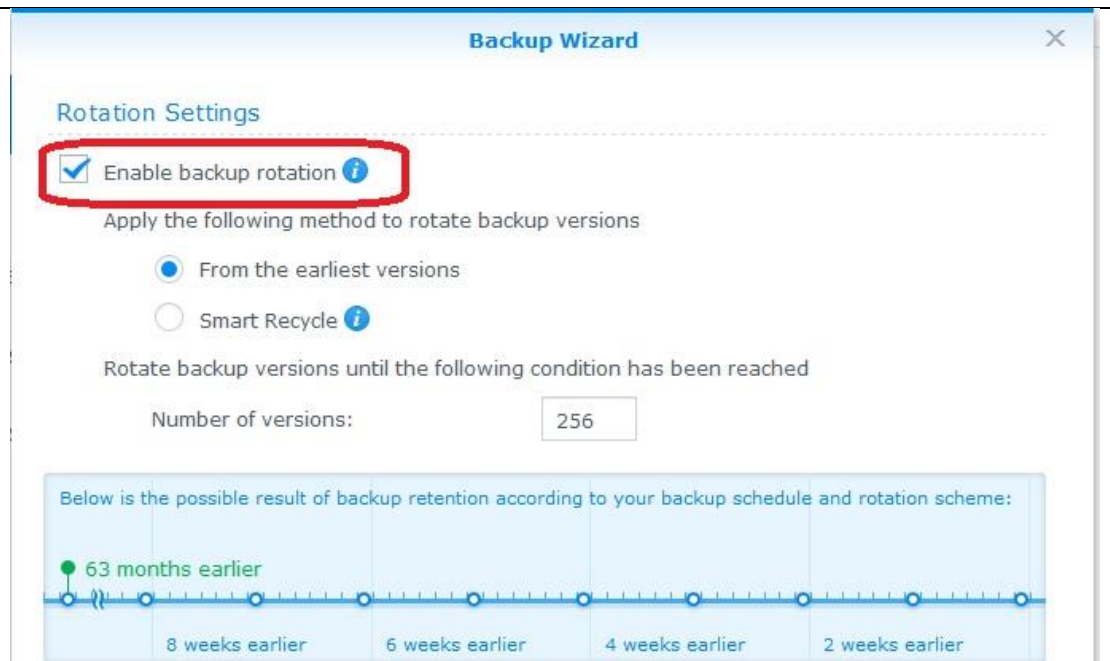 Backup Wizard
Rotation Settings
Enable backup rotation
Apply the following method to rotate backup versions
From the earliest versions
Smart Recycle
Rotate backup versions until the following condition has been reached
Number of versions: 256
Below is the possible result of backup retention according to your backup schedule and rotation scheme:
63 months earlier
8 weeks earlier 6 weeks earlier 4 weeks earlier 2 weeks earlier